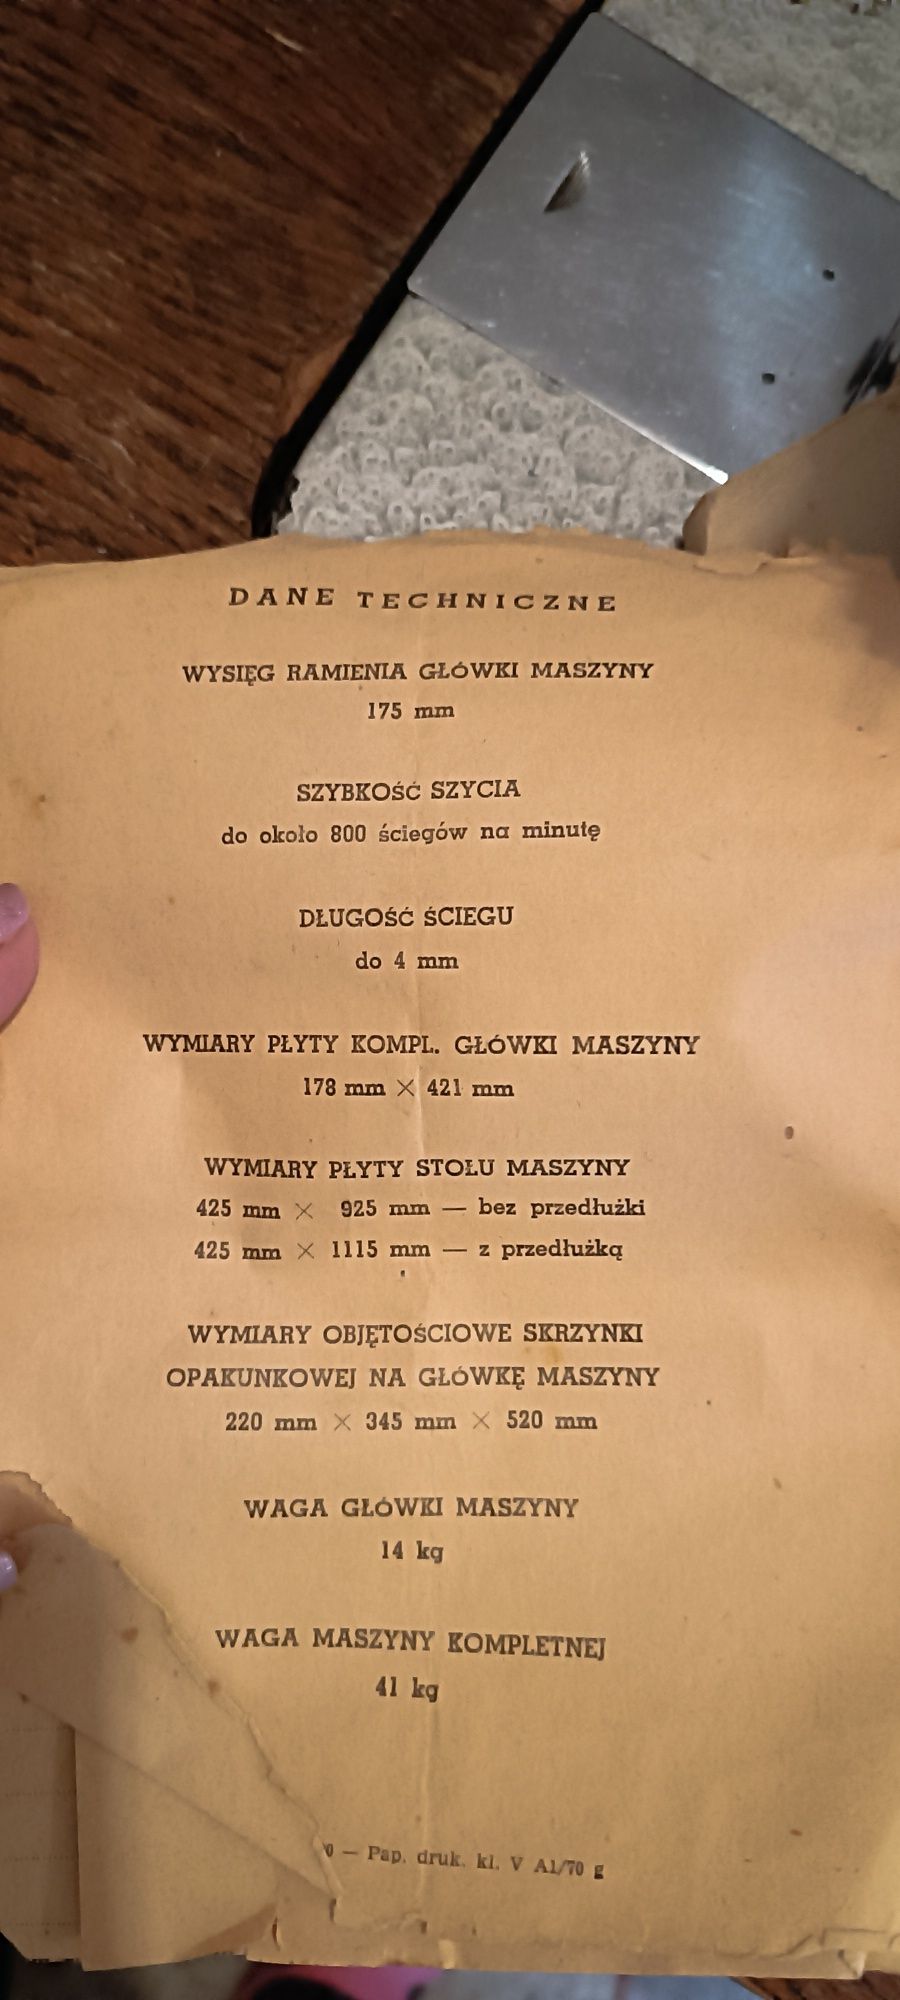 DANE TECHNICZNE
WYSIĘG RAMIENIA GŁÓWKI MASZYNY
175 mm
SZYBKOŚĆ SZYCIA
do około 800 ściegów na minutę
DŁUGOŚĆ ŚCIEGU
do 4 mm
WYMIARY PŁYTY KOMPL. GŁÓWKI MASZYNY
178 mm × 421 mm
WYMIARY PŁYTY STOŁU MASZYNY
425 mm × 925 mm — bez przedłużki
425 mm × 1115 mm — z przedłużką
WYMIARY OBJĘTOŚCIOWE SKRZYNKI
OPAKUNKOWEJ NA GŁÓWKĘ MASZYNY
220 mm × 345 mm × 520 mm
WAGA GŁÓWKI MASZYNY
14 kg
WAGA MASZYNY KOMPLETNEJ
41 kg
— Pap. druk. kl. V A1/70 g